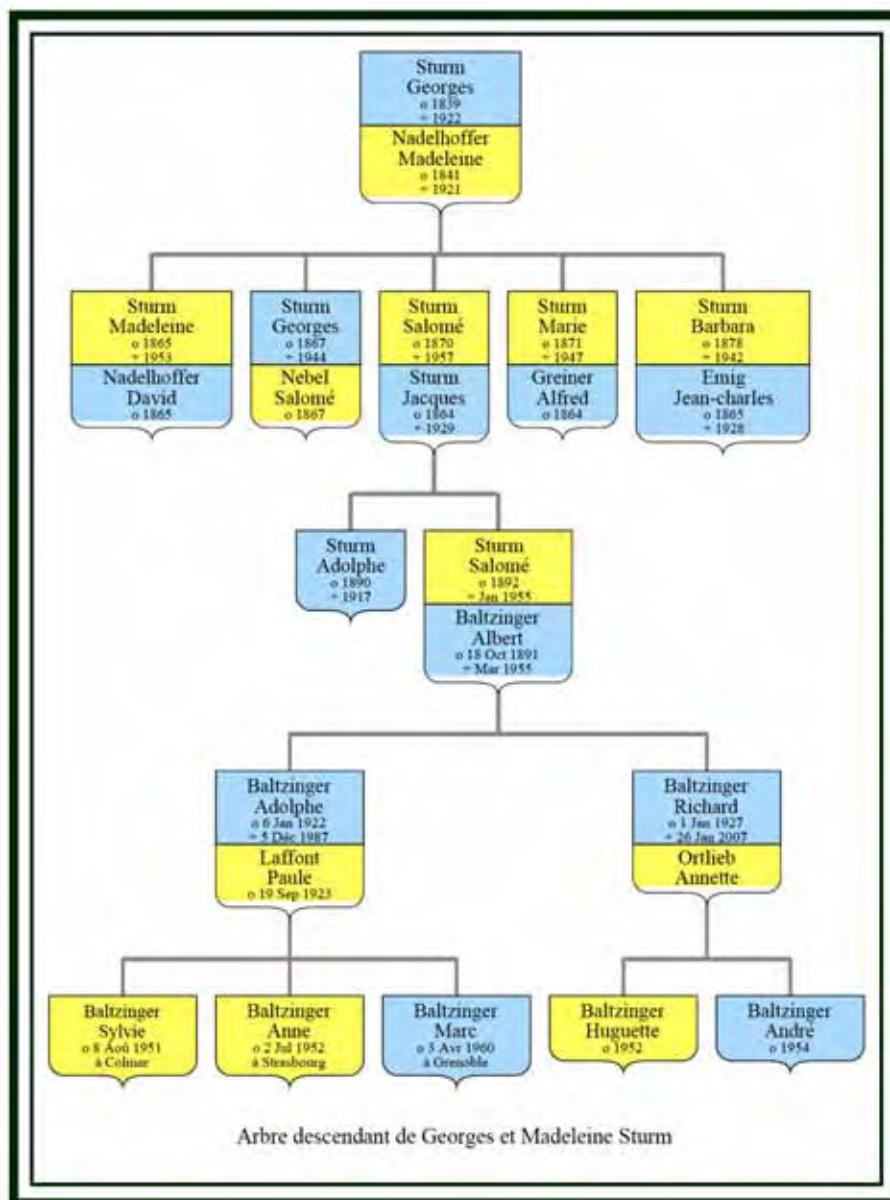 Sturm
Georges
o 1839
+ 1922
Nadelhoffer
Madeleine
o 1841
+ 1921
Sturm
Madeleine
o 1865
+ 1953
Nadelhoffer
David
o 1865
Sturm
Georges
o 1867
+ 1944
Nebel
Salomé
o 1867
Sturm
Salomé
o 1870
+ 1957
Sturm
Jacques
o 1864
+ 1929
Sturm
Marie
o 1871
+ 1947
Greiner
Alfred
o 1864
Sturm
Barbara
o 1878
+ 1942
Emig
Jean-charles
o 1865
+ 1928
Sturm
Adolphe
o 1890
+ 1917
Sturm
Salomé
o 1892
+ Jan 1955
Baltzinger
Albert
o 18 Oct 1891
+ Mar 1955
Baltzinger
Adolphe
o 6 Jan 1922
+ 5 Déc 1987
Laffont
Paule
o 19 Sep 1923
Baltzinger
Richard
o 1 Jan 1927
+ 26 Jan 2007
Ortlieb
Annette
Baltzinger
Sylvie
o 8 Aoû 1951
à Colmar
Baltzinger
Anne
o 2 Jul 1952
à Strasbourg
Baltzinger
Marc
o 3 Avr 1960
à Grenoble
Baltzinger
Huguette
o 1952
Baltzinger
André
o 1954
Arbre descendant de Georges et Madeleine Sturm